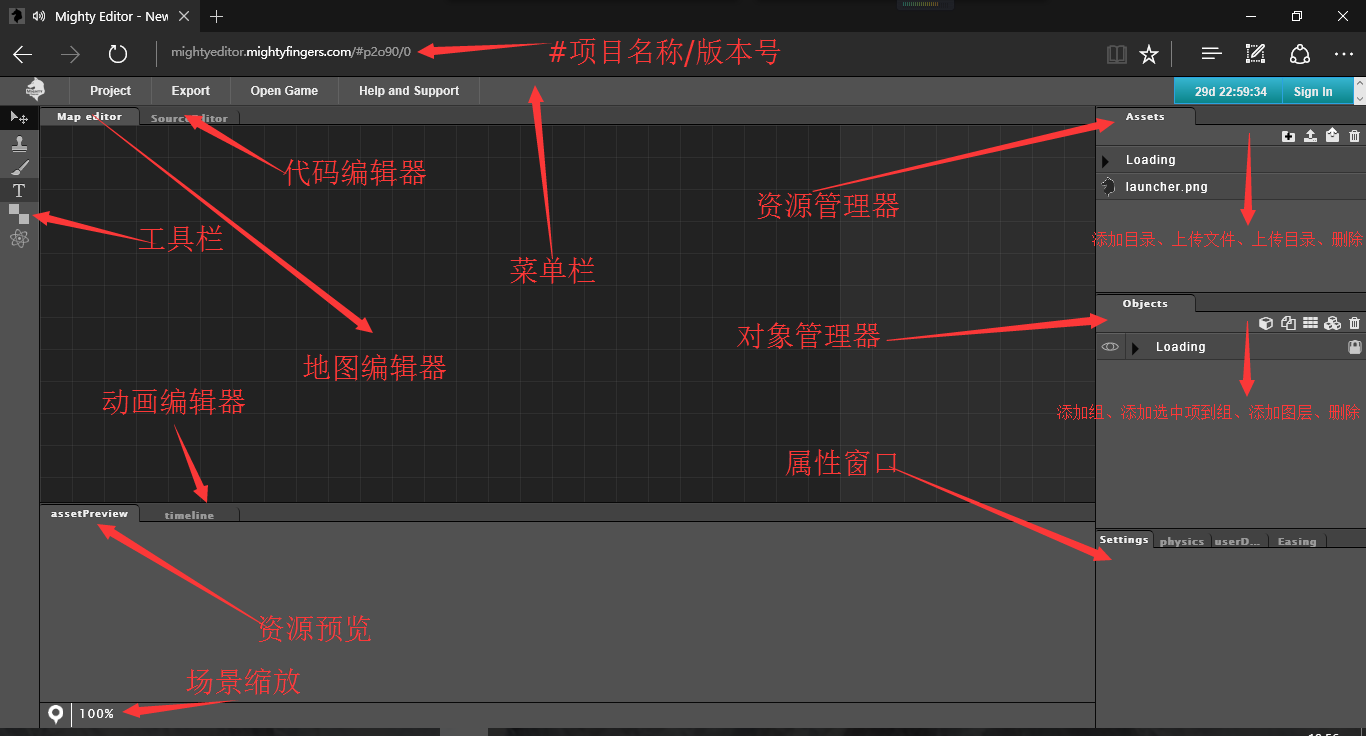 Mighty Editor - New
mightyeditor.mightyfingers.com/#p2o90/0
#项目名称/版本号
Project
Export
Open Game
Help and Support
29d 22:59:34
Sign In
Map editor
Source editor
Assets
代码编辑器
Loading
launcher.png
资源管理器
T
工具栏
添加目录、上传文件、上传目录、删除
菜单栏
Objects
对象管理器
Loading
地图编辑器
动画编辑器
添加组、添加选中项到组、添加图层、删除
属性窗口
assetPreview
timeline
Settings
physics
userD...
Easing
资源预览
场景缩放
100%